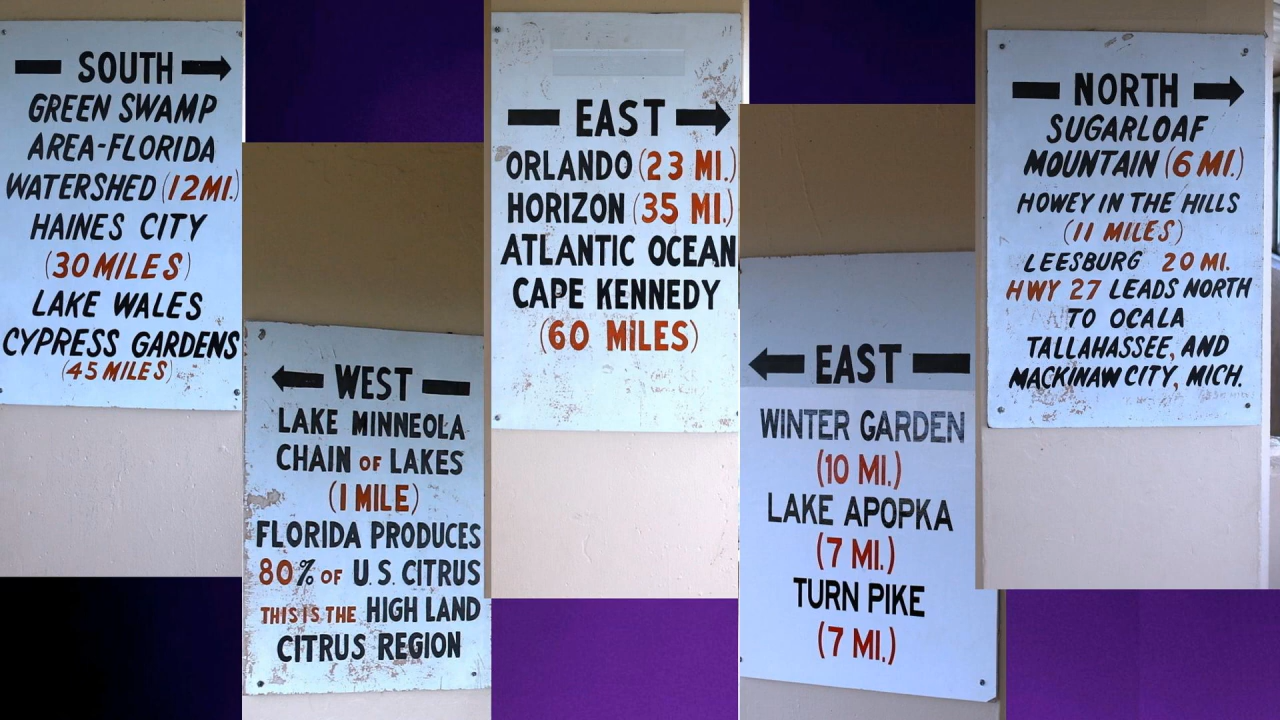 SOUTH
GREEN SWAMP
AREA-FLORIDA
WATERSHED (12 MI.)
HAINES CITY
(30 MILES)
LAKE WALES
CYPRESS GARDENS
(45 MILES)
WEST
LAKE MINNEOLA
CHAIN OF LAKES
(1 MILE)
FLORIDA PRODUCES
80% OF U.S. CITRUS
THIS IS THE HIGH LAND
CITRUS REGION
EAST
ORLANDO (23 MI.)
HORIZON (35 MI.)
ATLANTIC OCEAN
CAPE KENNEDY
(60 MILES)
EAST
WINTER GARDEN
(10 MI.)
LAKE APOPKA
(7 MI.)
TURN PIKE
(7 MI.)
NORTH
SUGARLOAF
MOUNTAIN (6 MI.)
HOWEY IN THE HILLS
(11 MILES)
LEESBURG 20 MI.
HWY 27 LEADS NORTH
TO OCALA
TALLAHASSEE, AND
MACKINAW CITY, MICH.